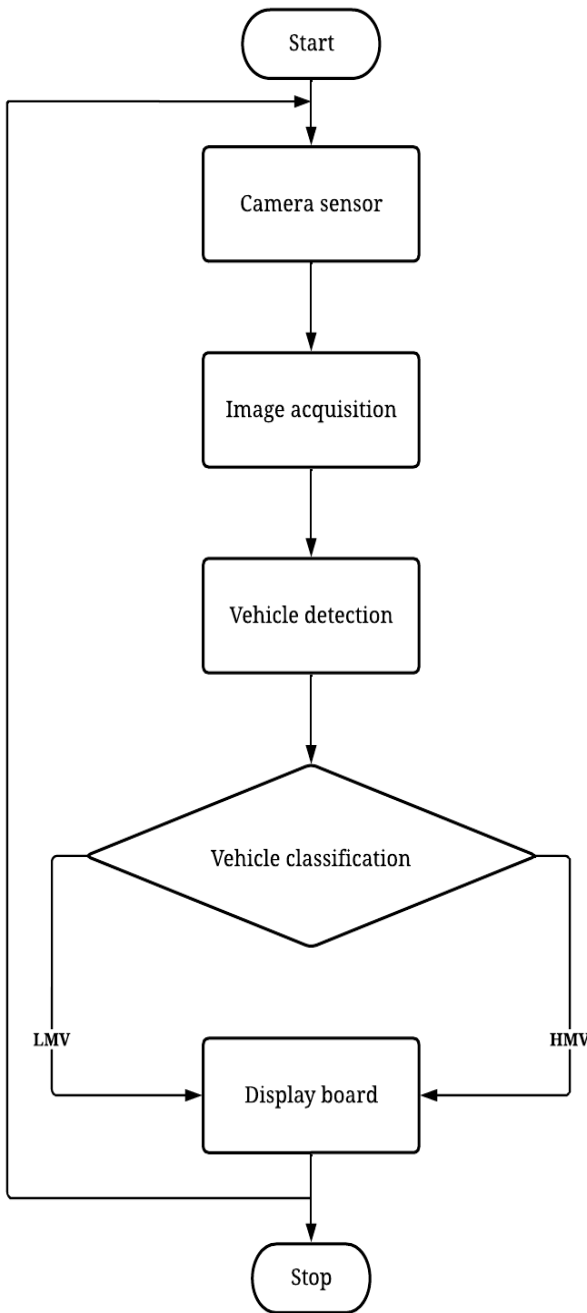 Start
Camera sensor
Image acquisition
Vehicle detection
Vehicle classification
LMV
HMV
Display board
Stop